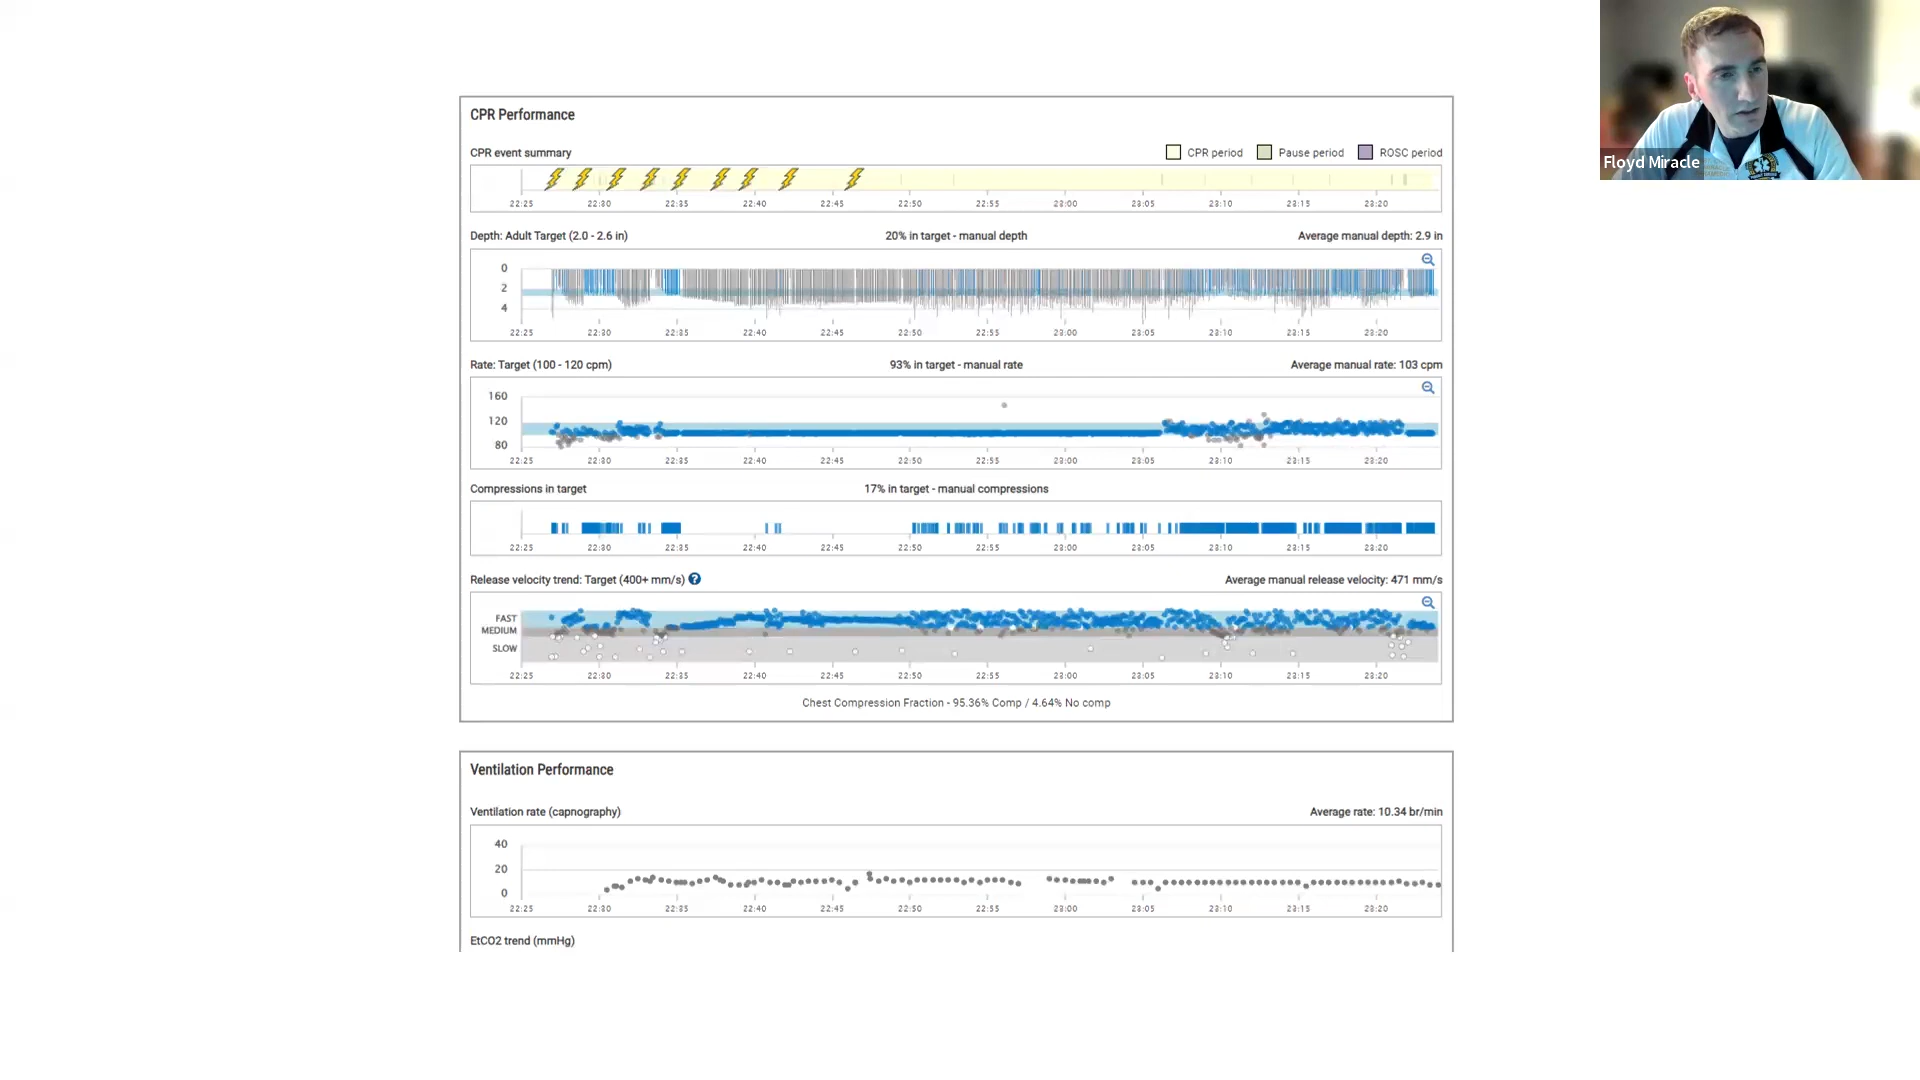 CPR Performance
CPR event summary
CPR period Pause period ROSC period
22:25 22:30 22:35 22:40 22:45 22:50 22:55 23:00 23:05 23:10 23:15 23:20
Depth: Adult Target (2.0 - 2.6 in) 20% in target - manual depth Average manual depth: 2.9 in
0
2
4
22:25 22:30 22:35 22:40 22:45 22:50 22:55 23:00 23:05 23:10 23:15 23:20
Rate: Target (100 - 120 cpm) 93% in target - manual rate Average manual rate: 103 cpm
160
120
80
22:25 22:30 22:35 22:40 22:45 22:50 22:55 23:00 23:05 23:10 23:15 23:20
Compressions in target 17% in target - manual compressions
22:25 22:30 22:35 22:40 22:45 22:50 22:55 23:00 23:05 23:10 23:15 23:20
Release velocity trend: Target (400+ mm/s) ? Average manual release velocity: 471 mm/s
FAST
MEDIUM
SLOW
22:25 22:30 22:35 22:40 22:45 22:50 22:55 23:00 23:05 23:10 23:15 23:20
Chest Compression Fraction - 95.36% Comp / 4.64% No comp
Ventilation Performance
Ventilation rate (capnography) Average rate: 10.34 br/min
40
20
0
22:25 22:30 22:35 22:40 22:45 22:50 22:55 23:00 23:05 23:10 23:15 23:20
EtCO2 trend (mmHg)
Floyd Miracle